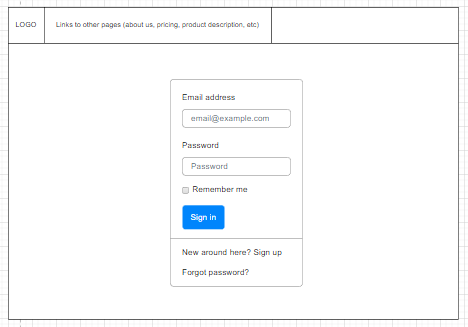 LOGO
Links to other pages (about us, pricing, product description, etc)
Email address
email@example.com
Password
Password
Remember me
Sign in
New around here? Sign up
Forgot password?